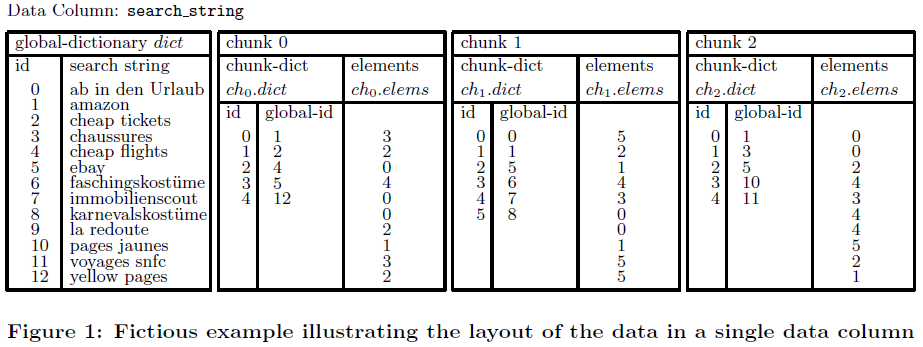 Data Column: search_string
global-dictionary dict chunk 0 chunk 1 chunk 2
id search string chunk-dict elements chunk-dict elements chunk-dict elements
0 ab in den Urlaub ch0.dict ch0.elems ch1.dict ch1.elems ch2.dict ch2.elems
1 amazon
id global-id id global-id id global-id
2 cheap tickets
3 chaussures 0 1 3 0 0 5 0 1 0
4 cheap flights 1 2 2 1 1 2 1 3 0
5 ebay 2 4 0 2 5 1 2 5 2
6 faschingskostüme 3 5 4 3 6 4 3 10 4
7 immobilienscout 4 12 0 4 7 3 4 11 3
8 karnevalskostüme 0 5 8 0 4
9 la redoute 2 0 4
10 pages jaunes 1 1 5
11 voyages snfc 3 5 2
12 yellow pages 2 5 1
Figure 1: Fictious example illustrating the layout of the data in a single data column